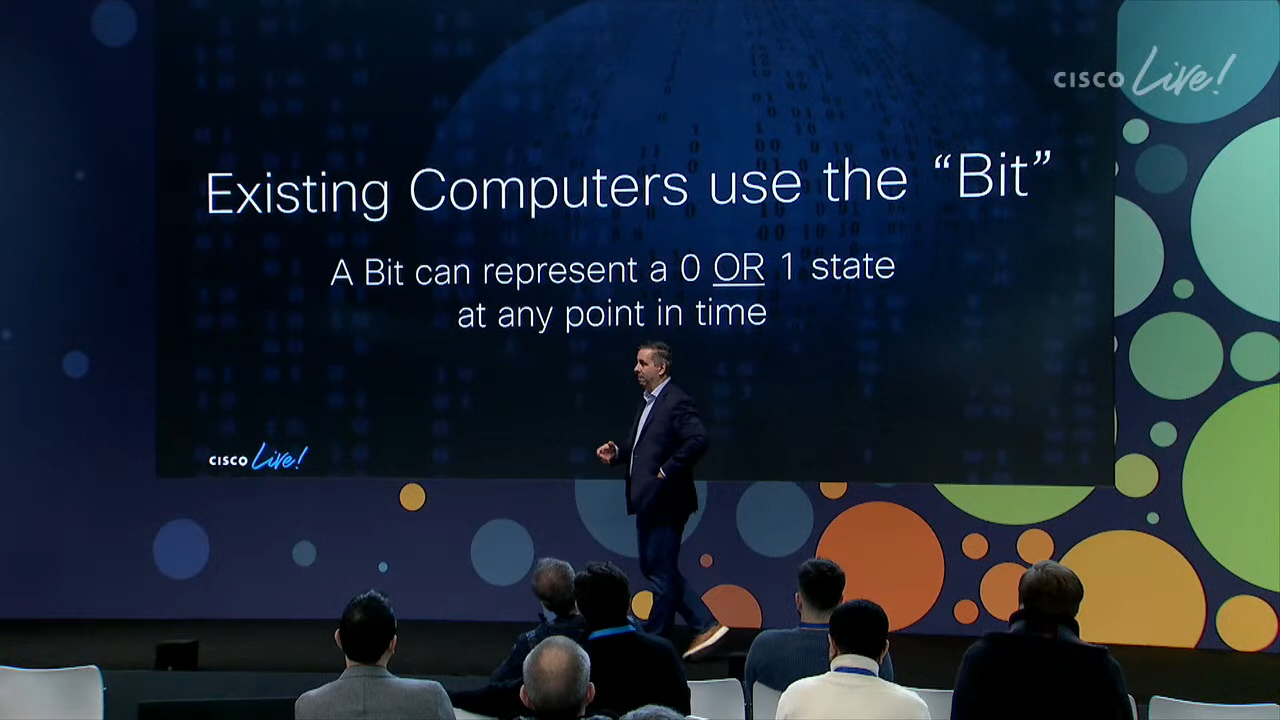 CISCO Live!
Existing Computers use the “Bit”
A Bit can represent a 0 OR 1 state
at any point in time
CISCO Live!